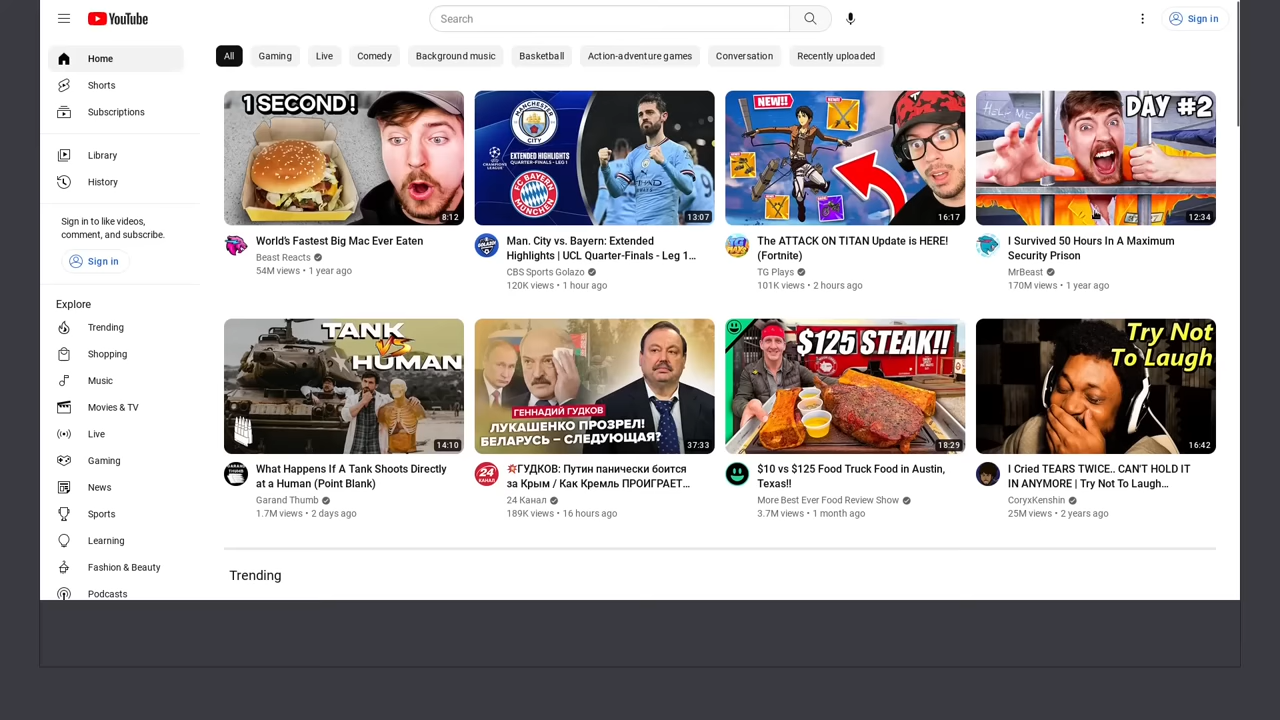 YouTube
Search
Sign in
Home
Shorts
Subscriptions
Library
History
Sign in to like videos,
comment, and subscribe.
Sign in
Explore
Trending
Shopping
Music
Movies & TV
Live
Gaming
News
Sports
Learning
Fashion & Beauty
Podcasts
All
Gaming
Live
Comedy
Background music
Basketball
Action-adventure games
Conversation
Recently uploaded
1 SECOND!
8:12
World's Fastest Big Mac Ever Eaten
Beast Reacts
54M views • 1 year ago
MANCHESTER
CITY
CHAMPIONS
LEAGUE
EXTENDED HIGHLIGHTS
QUARTER-FINALS - LEG 1
FC BAYERN
MÜNCHEN
13:07
GOLAZO
Man. City vs. Bayern: Extended
Highlights | UCL Quarter-Finals - Leg 1...
CBS Sports Golazo
120K views • 1 hour ago
NEW!!
16:17
The ATTACK ON TITAN Update is HERE!
(Fortnite)
TG Plays
101K views • 2 hours ago
HELP ME
DAY #2
12:34
I Survived 50 Hours In A Maximum
Security Prison
MrBeast
170M views • 1 year ago
TANK
VS
HUMAN
14:10
What Happens If A Tank Shoots Directly
at a Human (Point Blank)
Garand Thumb
1.7M views • 2 days ago
ГЕННАДИЙ ГУДКОВ
ЛУКАШЕНКО ПРОЗРЕЛ!
БЕЛАРУСЬ – СЛЕДУЮЩАЯ?
37:33
24
КАНАЛ
💥ГУДКОВ: Путин панически боится
за Крым / Как Кремль ПРОИГРАЕТ...
24 Канал
189K views • 16 hours ago
$125 STEAK!!
18:29
$10 vs $125 Food Truck Food in Austin,
Texas!!
More Best Ever Food Review Show
3.7M views • 1 month ago
Try Not
To Laugh
16:42
I Cried TEARS TWICE.. CAN'T HOLD IT
IN ANYMORE | Try Not To Laugh...
CoryxKenshin
25M views • 2 years ago
Trending